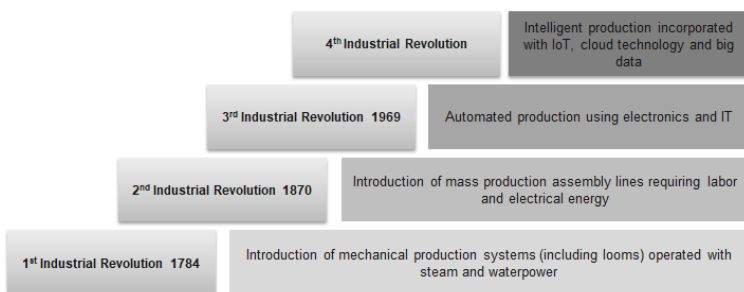 4th Industrial Revolution
Intelligent production incorporated
with IoT, cloud technology and big
data
3rd Industrial Revolution 1969
Automated production using electronics and IT
2nd Industrial Revolution 1870
Introduction of mass production assembly lines requiring labor
and electrical energy
1st Industrial Revolution 1784
Introduction of mechanical production systems (including looms) operated with
steam and waterpower